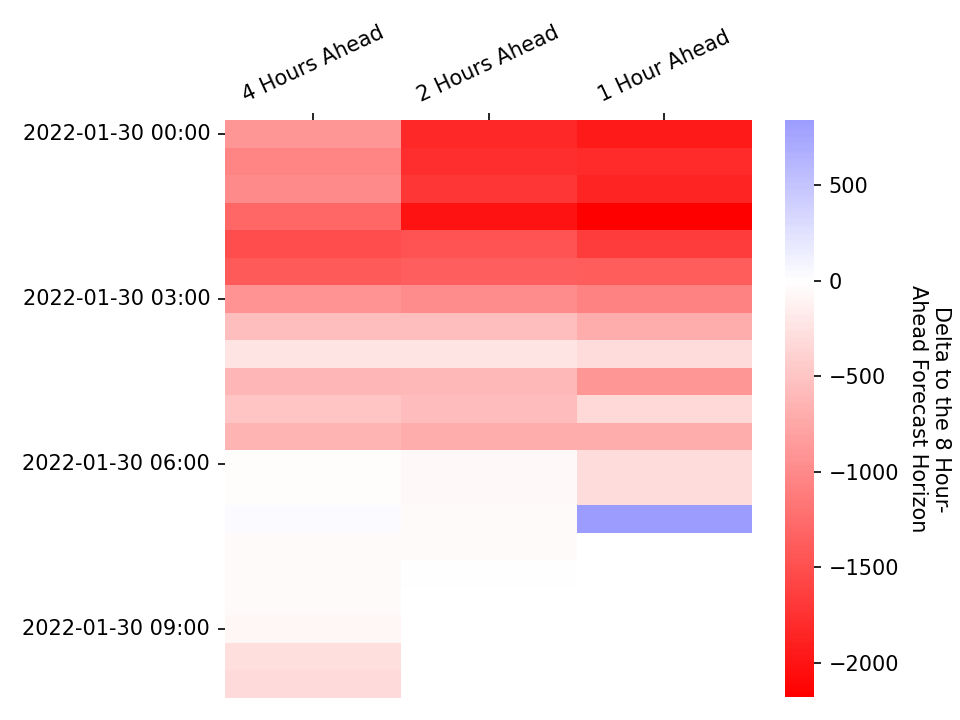 4 Hours Ahead
2 Hours Ahead
1 Hour Ahead
2022-01-30 00:00
2022-01-30 03:00
2022-01-30 06:00
2022-01-30 09:00
500
0
−500
−1000
−1500
−2000
Delta to the 8 Hour-
Ahead Forecast Horizon